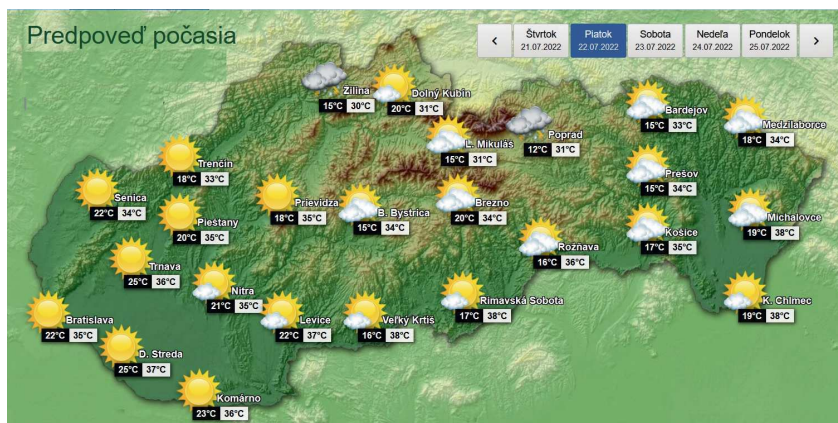 Predpoveď počasia
‹
Štvrtok
21.07.2022
Piatok
22.07.2022
Sobota
23.07.2022
Nedeľa
24.07.2022
Pondelok
25.07.2022
›
Žilina
15°C 30°C
Dolný Kubín
20°C 31°C
Bardejov
15°C 33°C
Medzilaborce
18°C 34°C
Poprad
12°C 31°C
L. Mikuláš
15°C 31°C
Trenčín
18°C 33°C
Prešov
15°C 34°C
Senica
22°C 34°C
Prievidza
18°C 35°C
B. Bystrica
15°C 34°C
Brezno
20°C 34°C
Michalovce
19°C 38°C
Piešťany
20°C 35°C
Košice
17°C 35°C
Rožňava
16°C 36°C
Trnava
25°C 36°C
Nitra
21°C 35°C
Rimavská Sobota
17°C 38°C
K. Chlmec
19°C 38°C
Bratislava
22°C 35°C
Levice
22°C 37°C
Veľký Krtíš
16°C 38°C
D. Streda
25°C 37°C
Komárno
23°C 36°C